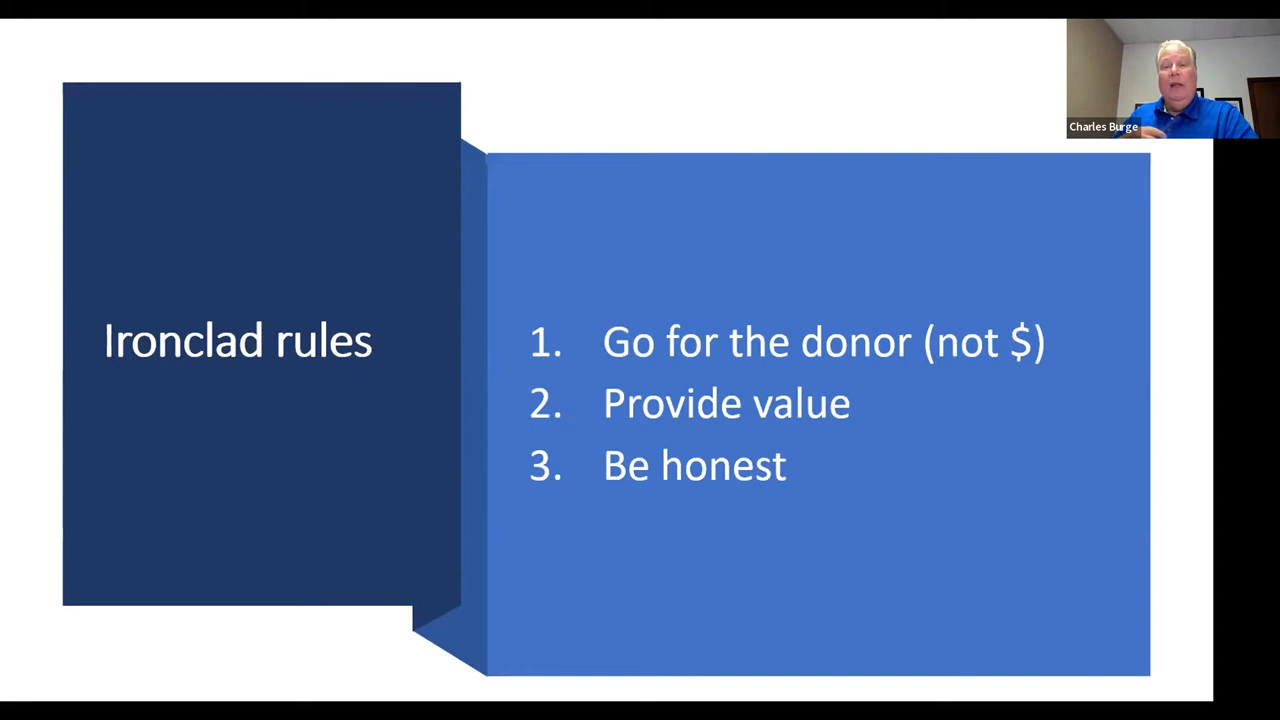 Charles Burge
Ironclad rules
1. Go for the donor (not $)
2. Provide value
3. Be honest